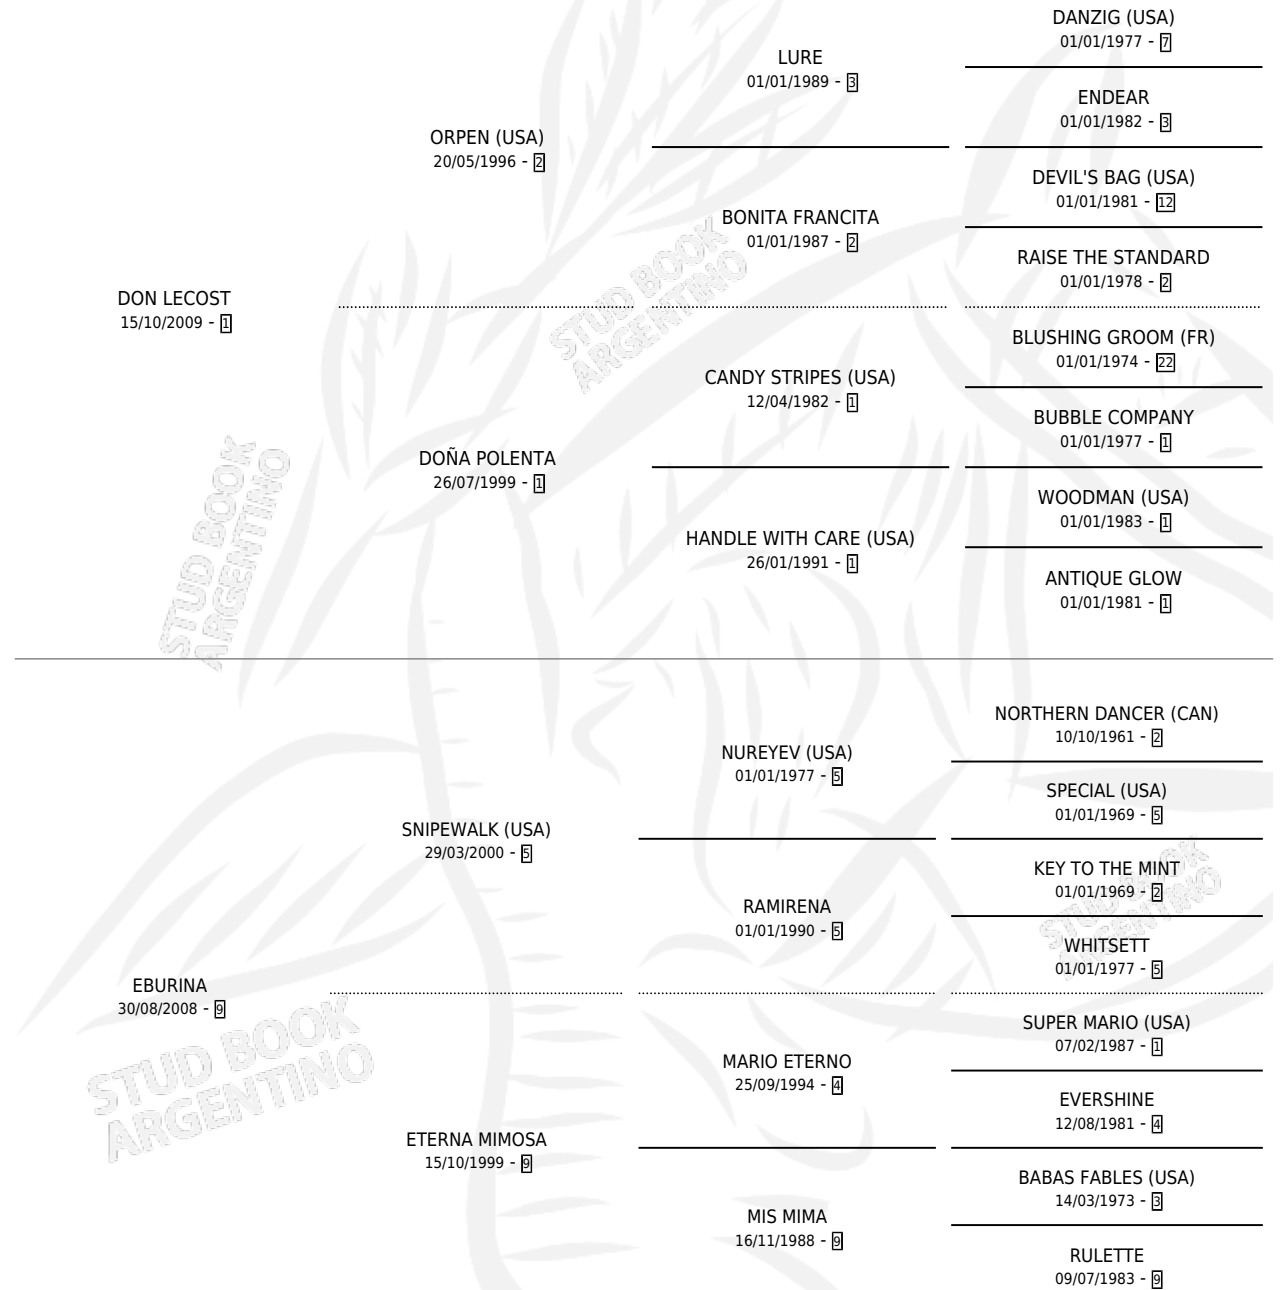 DANZIG (USA)
01/01/1977 - 7
LURE
01/01/1989 - 3
ENDEAR
01/01/1982 - 3
ORPEN (USA)
20/05/1996 - 2
DEVIL'S BAG (USA)
01/01/1981 - 12
BONITA FRANCITA
01/01/1987 - 2
RAISE THE STANDARD
01/01/1978 - 2
DON LECOST
15/10/2009 - 1
BLUSHING GROOM (FR)
01/01/1974 - 22
CANDY STRIPES (USA)
12/04/1982 - 1
BUBBLE COMPANY
01/01/1977 - 1
DOÑA POLENTA
26/07/1999 - 1
WOODMAN (USA)
01/01/1983 - 1
HANDLE WITH CARE (USA)
26/01/1991 - 1
ANTIQUE GLOW
01/01/1981 - 1
NORTHERN DANCER (CAN)
10/10/1961 - 2
NUREYEV (USA)
01/01/1977 - 5
SPECIAL (USA)
01/01/1969 - 5
SNIPEWALK (USA)
29/03/2000 - 5
KEY TO THE MINT
01/01/1969 - 2
RAMIRENA
01/01/1990 - 5
WHITSETT
01/01/1977 - 5
EBURINA
30/08/2008 - 9
SUPER MARIO (USA)
07/02/1987 - 1
MARIO ETERNO
25/09/1994 - 4
EVERSHINE
12/08/1981 - 4
ETERNA MIMOSA
15/10/1999 - 9
BABAS FABLES (USA)
14/03/1973 - 3
MIS MIMA
16/11/1988 - 9
RULETTE
09/07/1983 - 9
STUD BOOK
ARGENTINO
STUD BOOK
ARGENTINO
STUD BOOK
ARGENTINO
STUD BOOK
ARGENTINO